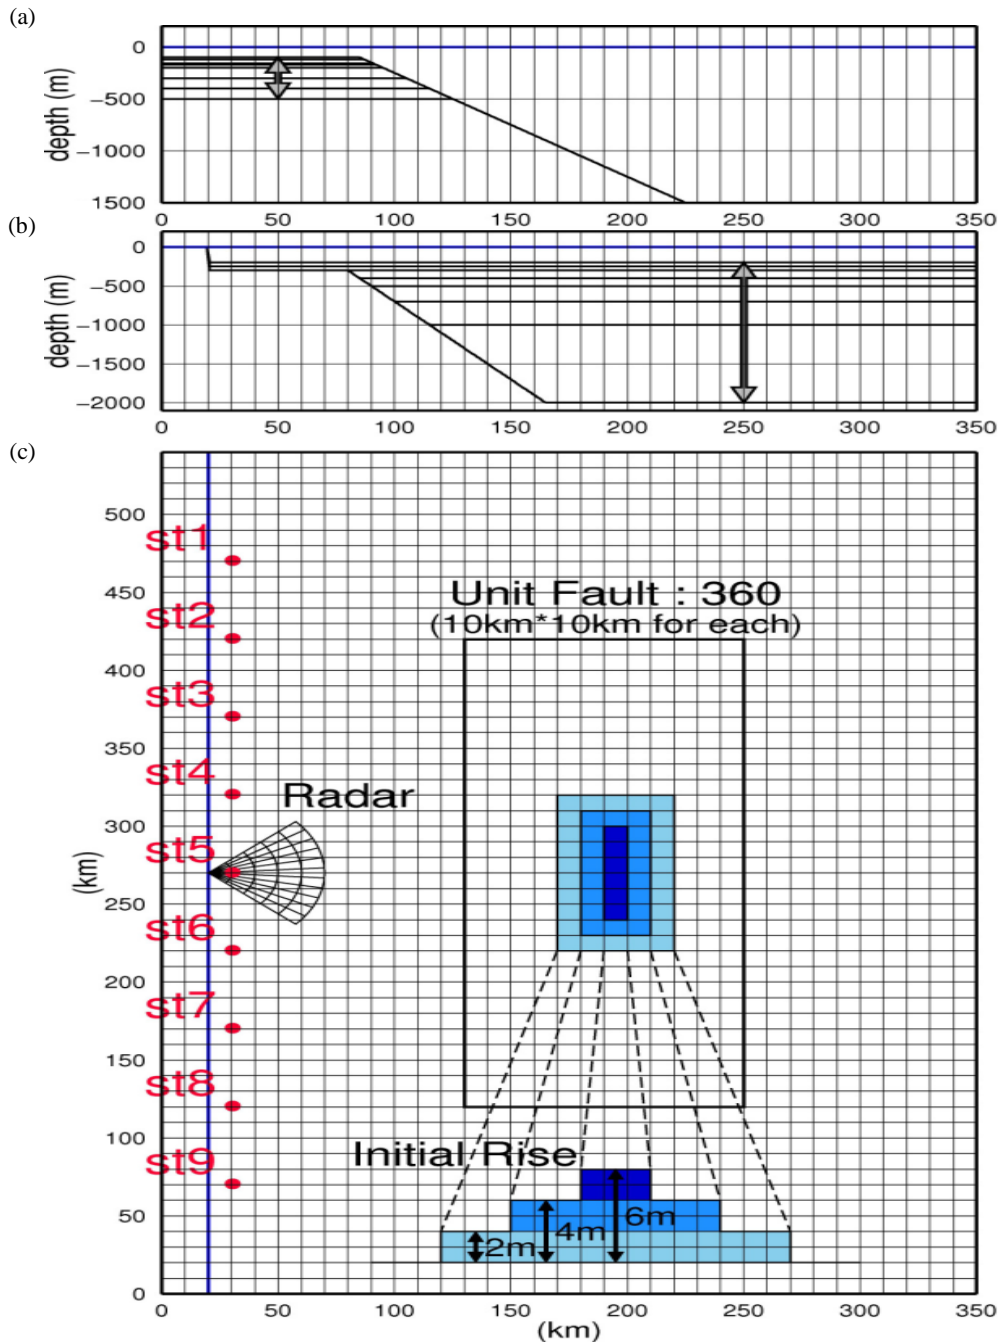 (a)
0
−500
−1000
1500
depth (m)
0 50 100 150 200 250 300 350
(b)
0
−500
−1000
−1500
−2000
depth (m)
0 50 100 150 200 250 300 350
(c)
500
450
400
350
300
250
200
150
100
50
0
(km)
st1
st2
st3
st4
st5
st6
st7
st8
st9
Radar
Unit Fault : 360
(10km*10km for each)
Initial Rise
2m
4m
6m
0 50 100 150 200 250 300 350
(km)